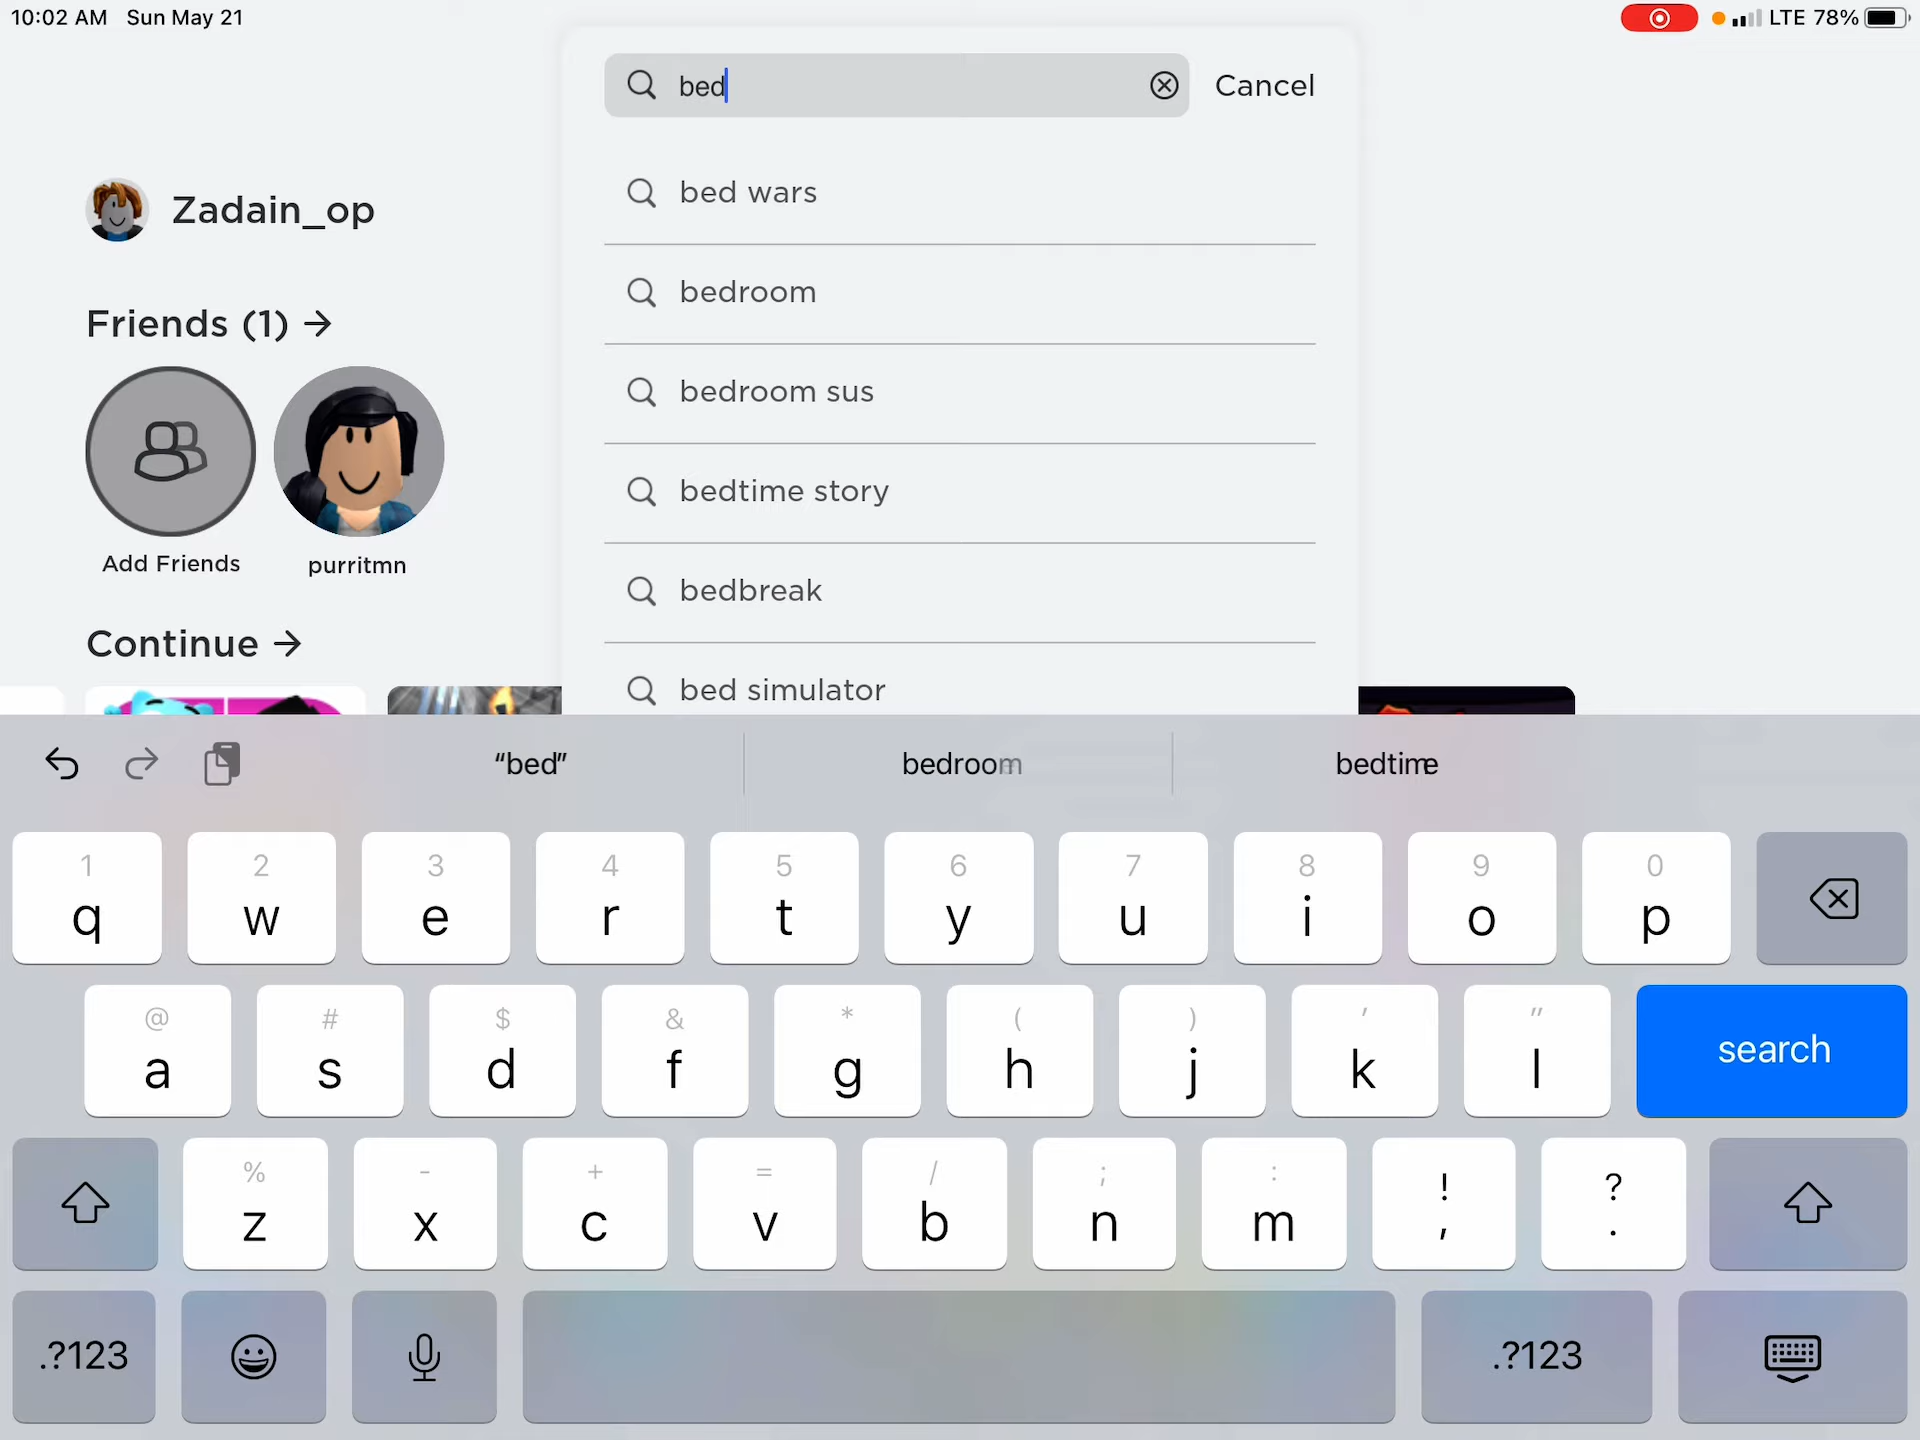 10:02 AM Sun May 21
LTE 78%
bed
Cancel
bed wars
bedroom
bedroom sus
bedtime story
bedbreak
bed simulator
Zadain_op
Friends (1) →
Add Friends
purritmn
Continue →
“bed” bedroom bedtime
1 2 3 4 5 6 7 8 9 0
q w e r t y u i o p
@ # $ & * ( ) ' "
a s d f g h j k l
search
% - + = / ; : ! ?
z x c v b n m , .
.?123 .?123